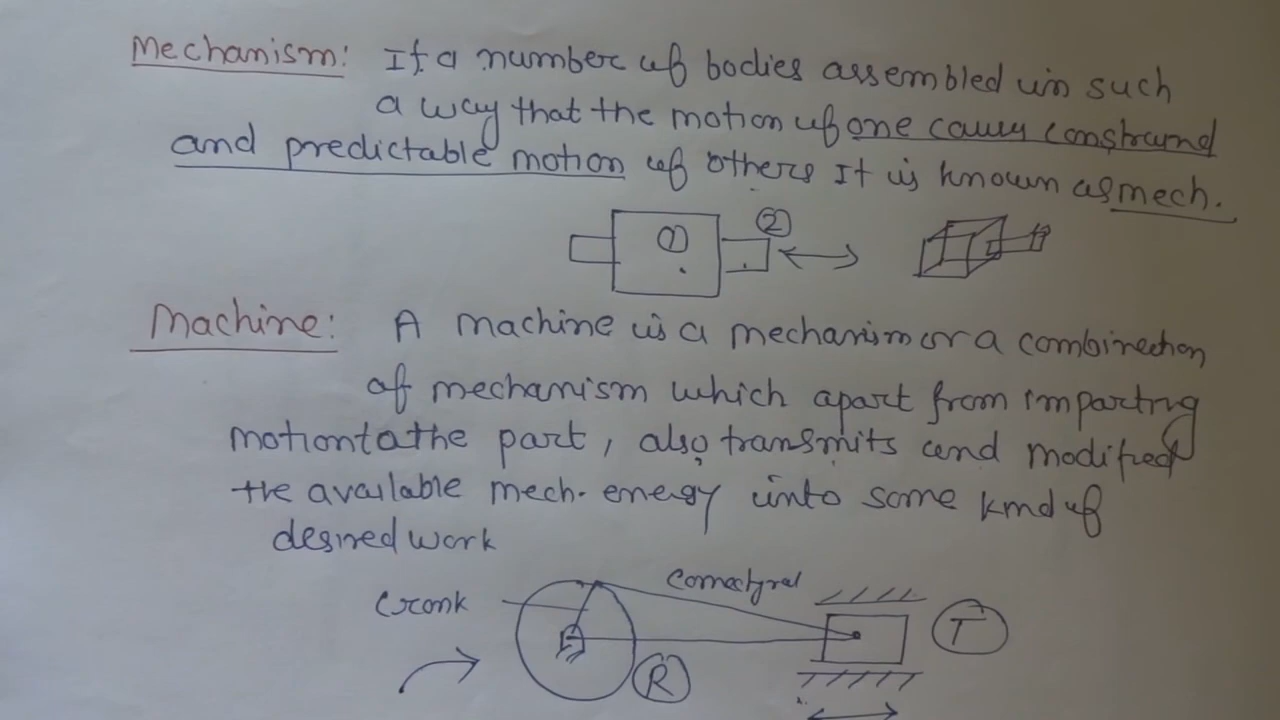 Mechanism: If a number of bodies assembled in such
a way that the motion of one causes constrained
and predictable motion of others It is known as mech.
① ②
Machine: A machine is a mechanism or a combination
of mechanism which apart from imparting
motion to the part, also transmits and modified
the available mech. energy into some kind of
desired work
Crank
R
T